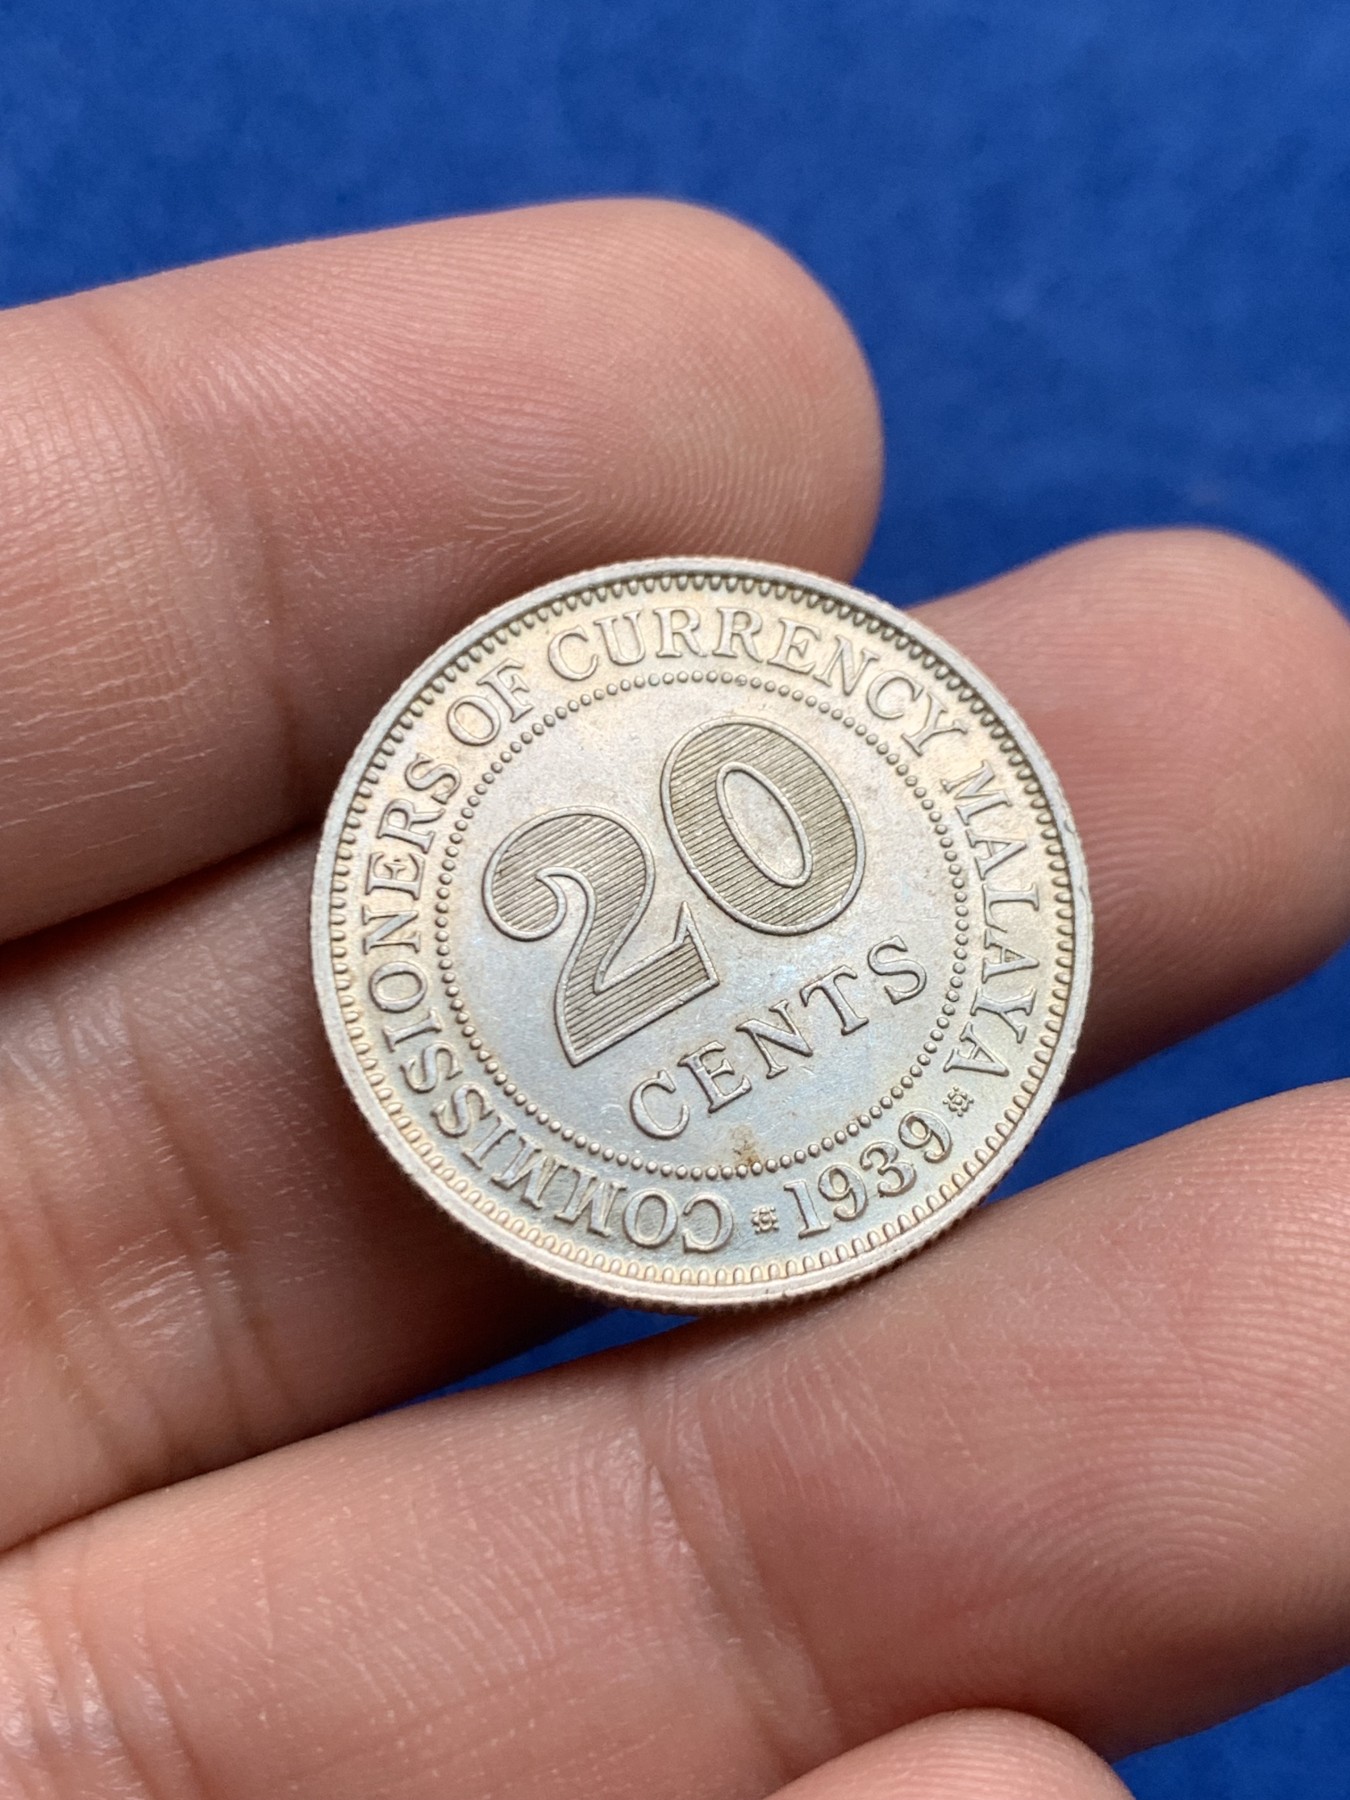 COMMISSIONERS OF CURRENCY MALAYA
20
CENTS
1939